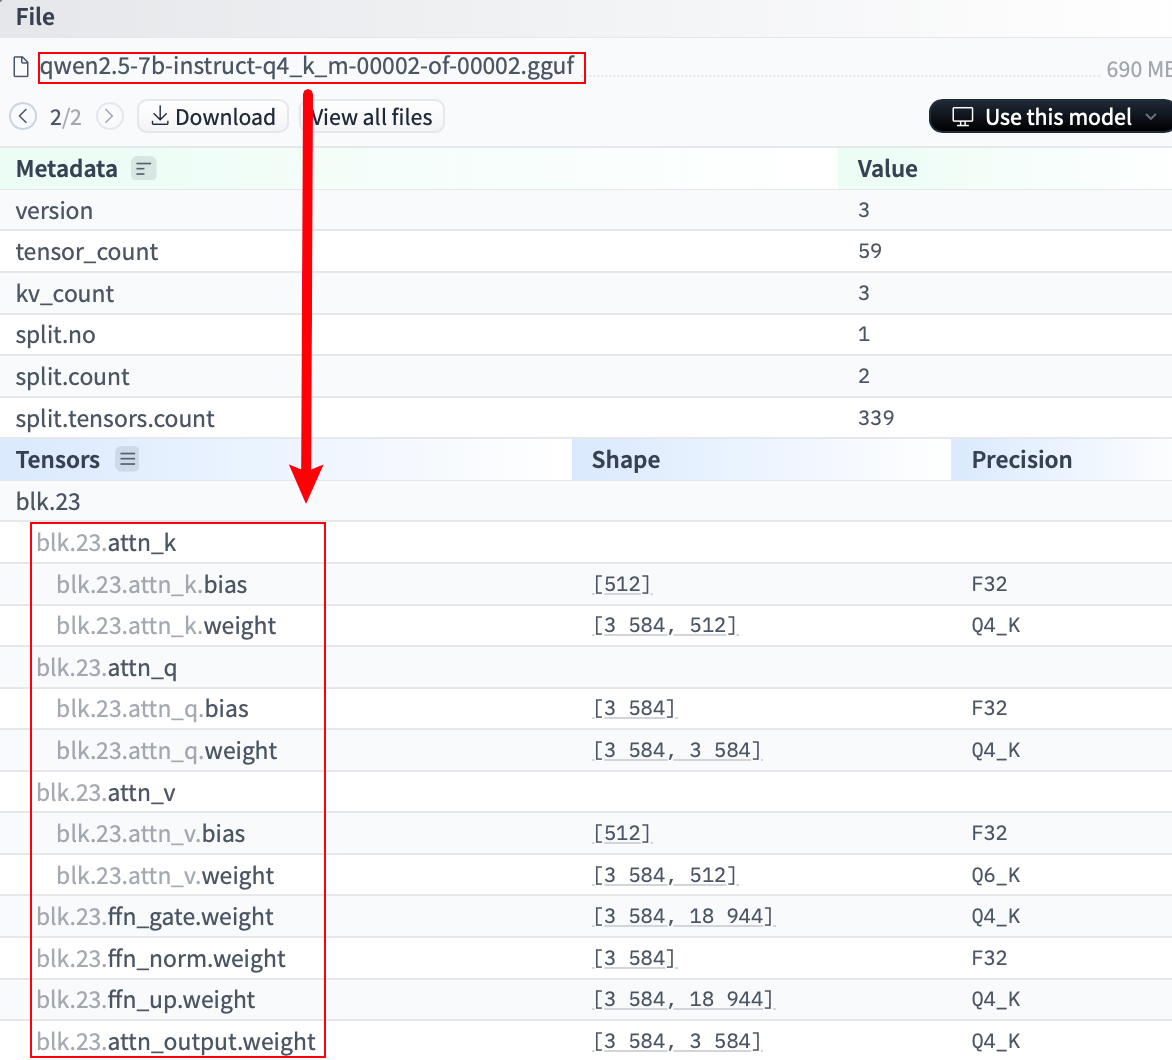 File
qwen2.5-7b-instruct-q4_k_m-00002-of-00002.gguf 690 MB
2/2 Download View all files Use this model
Metadata Value
version 3
tensor_count 59
kv_count 3
split.no 1
split.count 2
split.tensors.count 339
Tensors Shape Precision
blk.23
blk.23.attn_k
blk.23.attn_k.bias [512] F32
blk.23.attn_k.weight [3 584, 512] Q4_K
blk.23.attn_q
blk.23.attn_q.bias [3 584] F32
blk.23.attn_q.weight [3 584, 3 584] Q4_K
blk.23.attn_v
blk.23.attn_v.bias [512] F32
blk.23.attn_v.weight [3 584, 512] Q6_K
blk.23.ffn_gate.weight [3 584, 18 944] Q4_K
blk.23.ffn_norm.weight [3 584] F32
blk.23.ffn_up.weight [3 584, 18 944] Q4_K
blk.23.attn_output.weight [3 584, 3 584] Q4_K